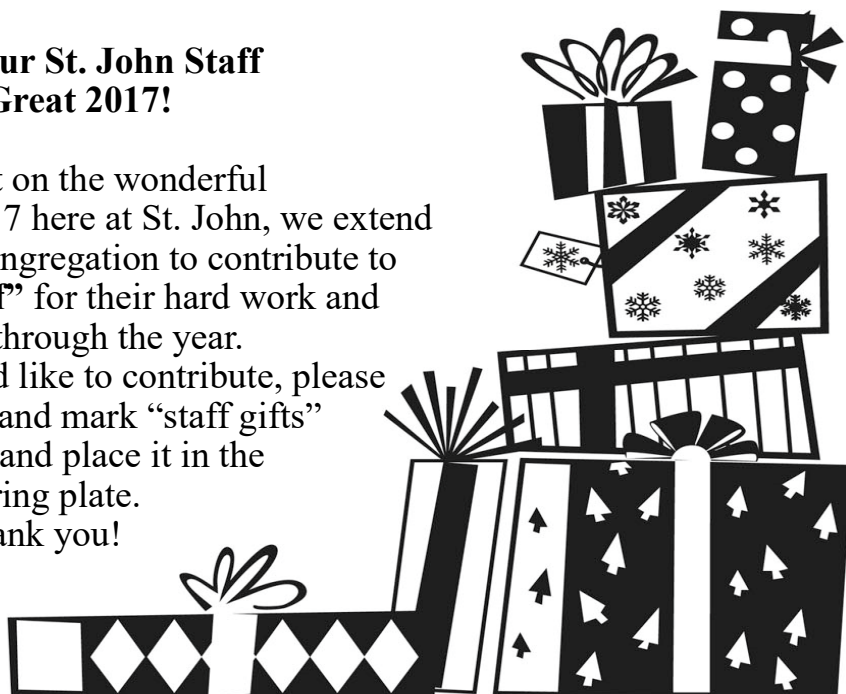 ur St. John Staff
Great 2017!
t on the wonderful
7 here at St. John, we extend
ngregation to contribute to
f” for their hard work and
through the year.
d like to contribute, please
and mark “staff gifts”
and place it in the
ring plate.
ank you!